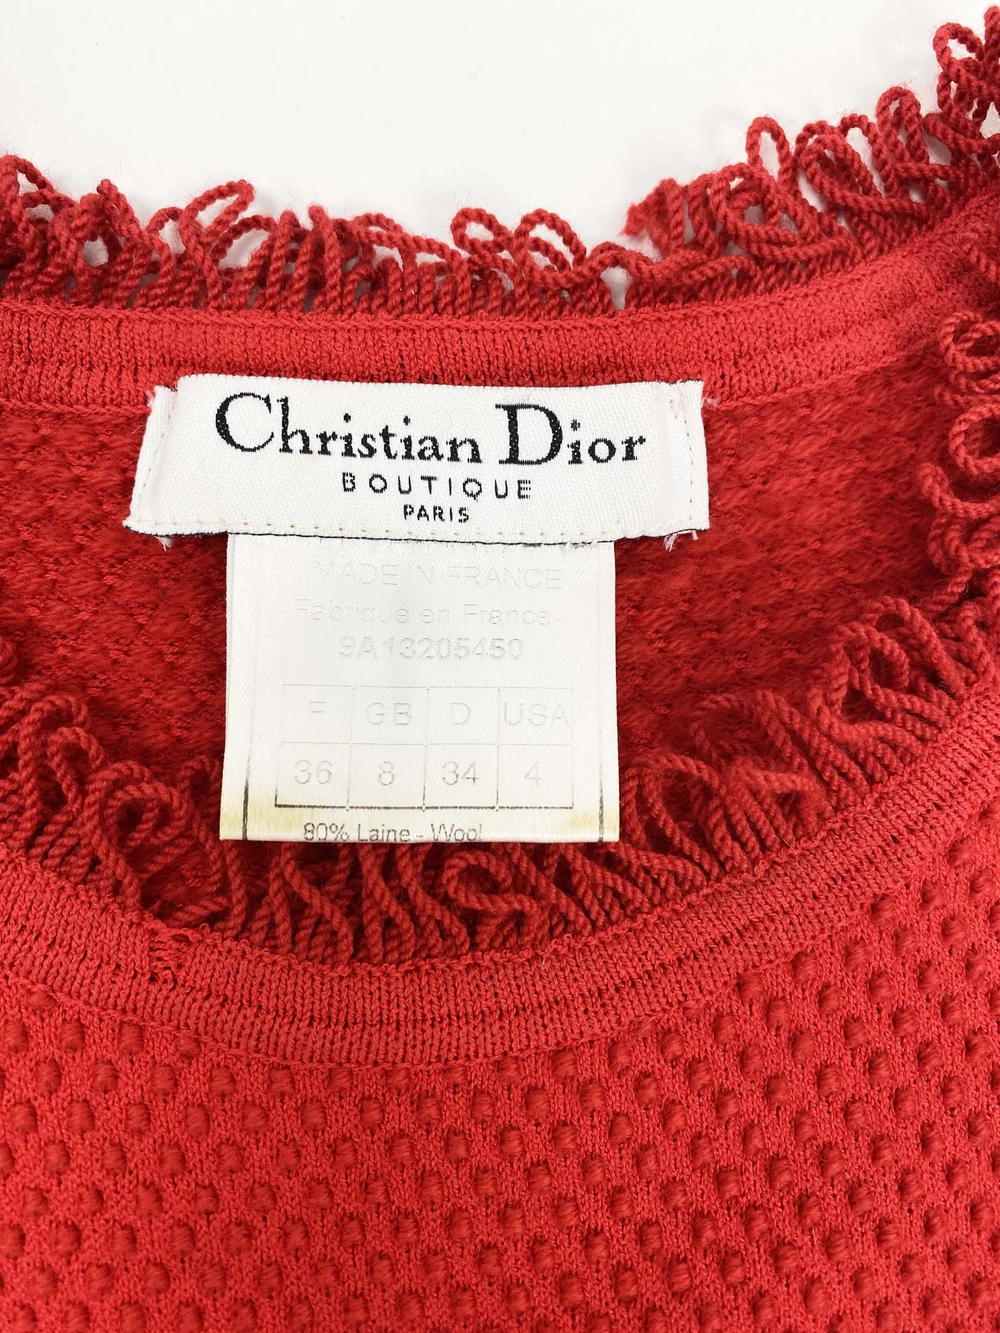 Christian Dior
BOUTIQUE
PARIS
MADE IN FRANCE
Fabriqué en France
9A13205450
F GB D USA
36 8 34 4
80% Laine - Wool